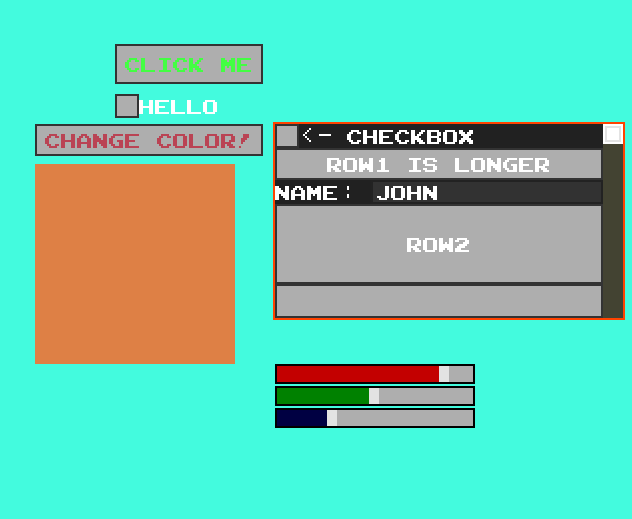 CLICK ME
HELLO
CHANGE COLOR!
<- CHECKBOX
ROW1 IS LONGER
NAME: JOHN
ROW2